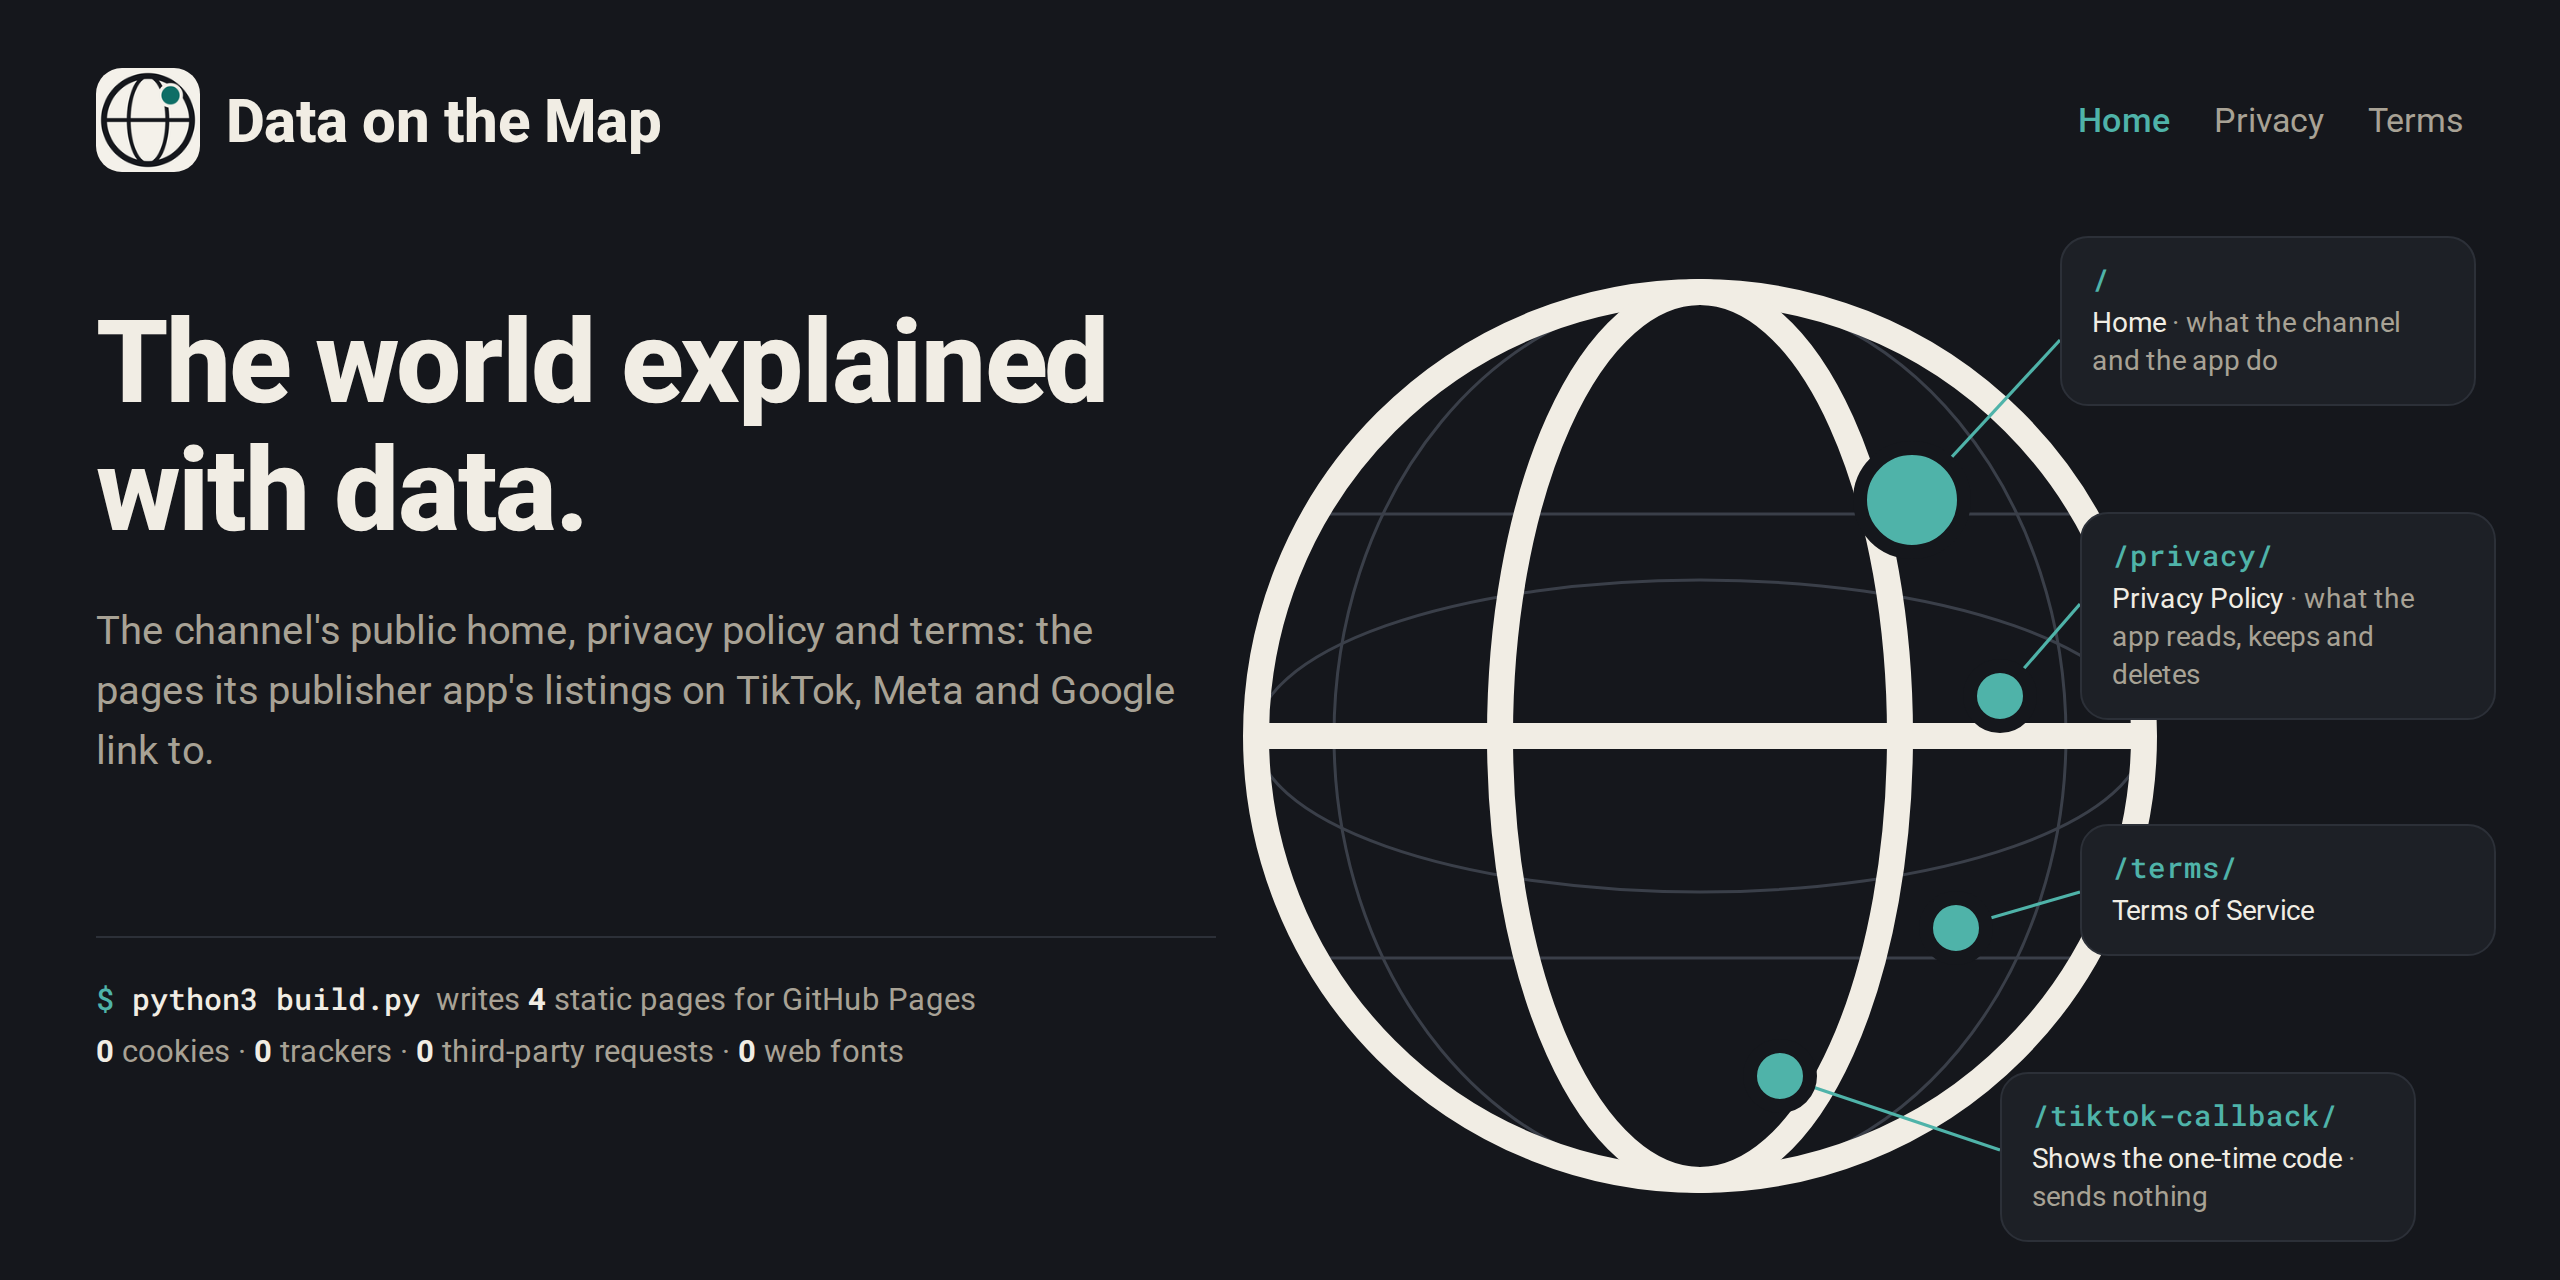 Data on the Map
Home Privacy Terms
The world explained
with data.
The channel's public home, privacy policy and terms: the
pages its publisher app's listings on TikTok, Meta and Google
link to.
$ python3 build.py writes 4 static pages for GitHub Pages
0 cookies · 0 trackers · 0 third-party requests · 0 web fonts
/
Home · what the channel
and the app do
/privacy/
Privacy Policy · what the
app reads, keeps and
deletes
/terms/
Terms of Service
/tiktok-callback/
Shows the one-time code ·
sends nothing